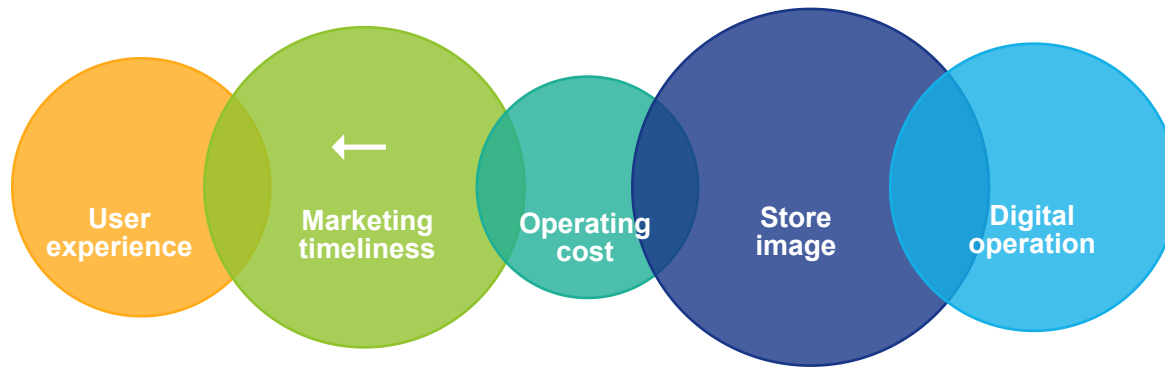 User
experience
Marketing
timeliness
Operating
cost
Store
image
Digital
operation